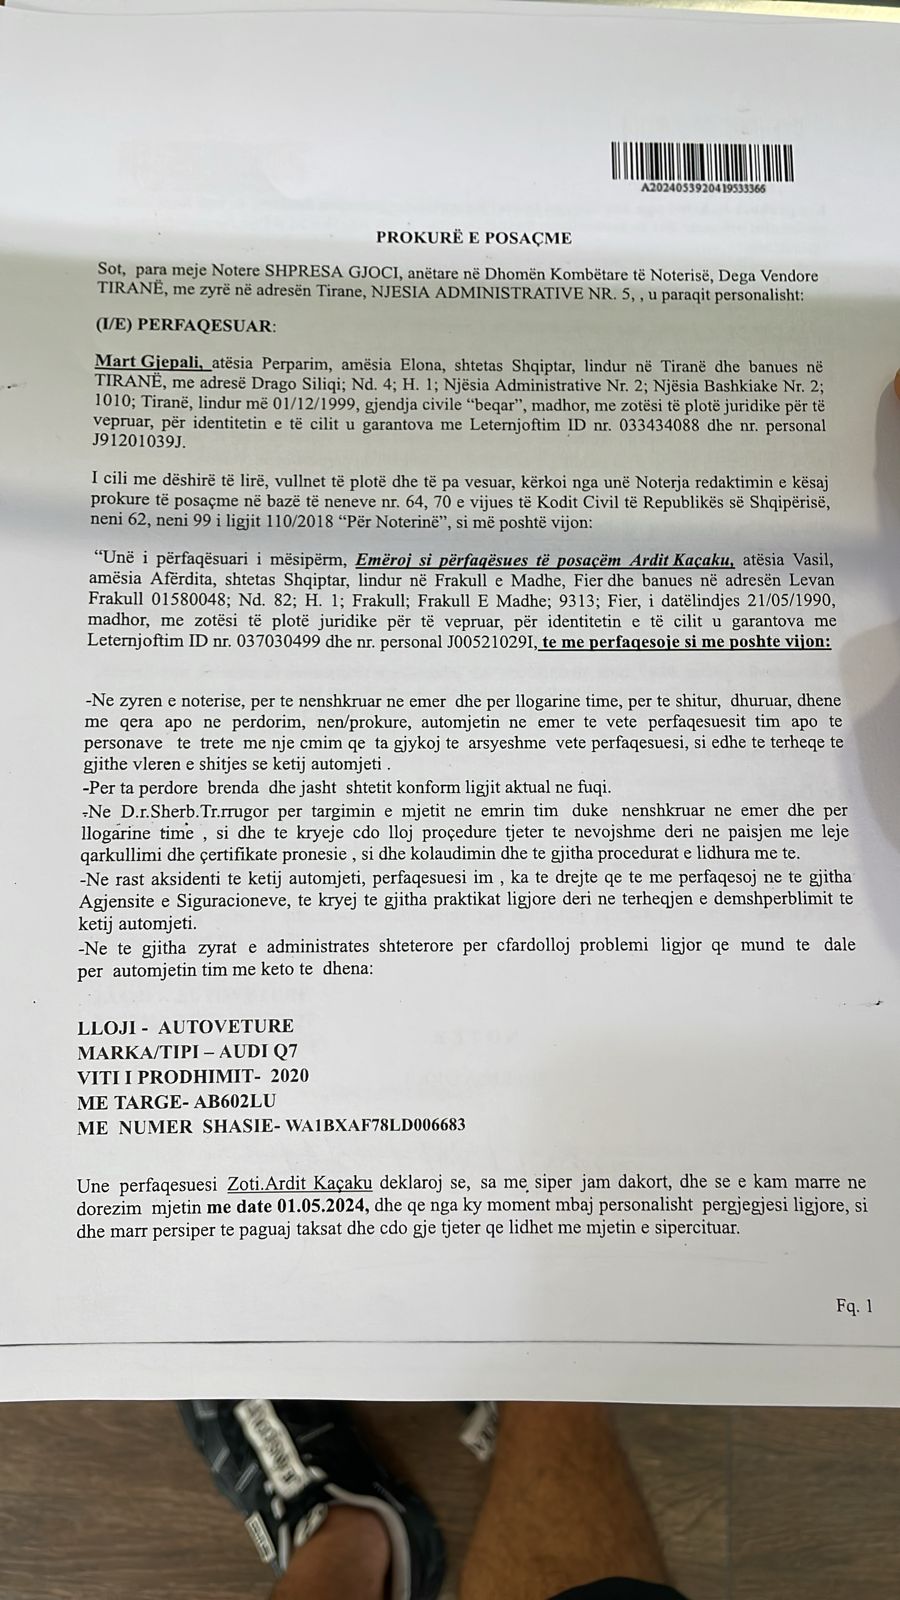 A2024053920419533366
PROKURË E POSAÇME
Sot, para meje Notere SHPRESA GJOCI, anëtare në Dhomën Kombëtare të Noterisë, Dega Vendore
TIRANË, me zyrë në adresën Tirane, NJESIA ADMINISTRATIVE NR. 5, , u paraqit personalisht:
(I/E) PERFAQESUAR:
Mart Gjepali, atësia Perparim, amësia Elona, shtetas Shqiptar, lindur në Tiranë dhe banues në
TIRANË, me adresë Drago Siliqi; Nd. 4; H. 1; Njësia Administrative Nr. 2; Njësia Bashkiake Nr. 2;
1010; Tiranë, lindur më 01/12/1999, gjendja civile “beqar”, madhor, me zotësi të plotë juridike për të
vepruar, për identitetin e të cilit u garantova me Leternjoftim ID nr. 033434088 dhe nr. personal
J91201039J.
I cili me dëshirë të lirë, vullnet të plotë dhe të pa vesuar, kërkoi nga unë Noterja redaktimin e kësaj
prokure të posaçme në bazë të neneve nr. 64, 70 e vijues të Kodit Civil të Republikës së Shqipërisë,
neni 62, neni 99 i ligjit 110/2018 “Për Noterinë”, si më poshtë vijon:
“Unë i përfaqësuari i mësipërm, Emëroj si përfaqësues të posaçëm Ardit Kaçaku, atësia Vasil,
amësia Afërdita, shtetas Shqiptar, lindur në Frakull e Madhe, Fier dhe banues në adresën Levan
Frakull 01580048; Nd. 82; H. 1; Frakull; Frakull E Madhe; 9313; Fier, i datëlindjes 21/05/1990,
madhor, me zotësi të plotë juridike për të vepruar, për identitetin e të cilit u garantova me
Leternjoftim ID nr. 037030499 dhe nr. personal J00521029I, te me perfaqesoje si me poshte vijon:
-Ne zyren e noterise, per te nenshkruar ne emer dhe per llogarine time, per te shitur, dhuruar, dhene
me qera apo ne perdorim, nen/prokure, automjetin ne emer te vete perfaqesuesit tim apo te
personave te trete me nje cmim qe ta gjykoj te arsyeshme vete perfaqesuesi, si edhe te terheqe te
gjithe vleren e shitjes se ketij automjeti .
-Per ta perdore brenda dhe jasht shtetit konform ligjit aktual ne fuqi.
-Ne D.r.Sherb.Tr.rrugor per targimin e mjetit ne emrin tim duke nenshkruar ne emer dhe per
llogarine time , si dhe te kryeje cdo lloj proçedure tjeter te nevojshme deri ne paisjen me leje
qarkullimi dhe çertifikate pronesie , si dhe kolaudimin dhe te gjitha procedurat e lidhura me te.
-Ne rast aksidenti te ketij automjeti, perfaqesuesi im , ka te drejte qe te me perfaqesoj ne te gjitha
Agjensite e Siguracioneve, te kryej te gjitha praktikat ligjore deri ne terheqjen e demshperblimit te
ketij automjeti.
-Ne te gjitha zyrat e administrates shteterore per cfardolloj problemi ligjor qe mund te dale
per automjetin tim me keto te dhena:
LLOJI - AUTOVETURE
MARKA/TIPI – AUDI Q7
VITI I PRODHIMIT- 2020
ME TARGE- AB602LU
ME NUMER SHASIE- WA1BXAF78LD006683
Une perfaqesuesi Zoti.Ardit Kaçaku deklaroj se, sa me siper jam dakort, dhe se e kam marre ne
dorezim mjetin me date 01.05.2024, dhe qe nga ky moment mbaj personalisht pergjegjesi ligjore, si
dhe marr persiper te paguaj taksat dhe cdo gje tjeter qe lidhet me mjetin e sipercituar.
Fq. 1